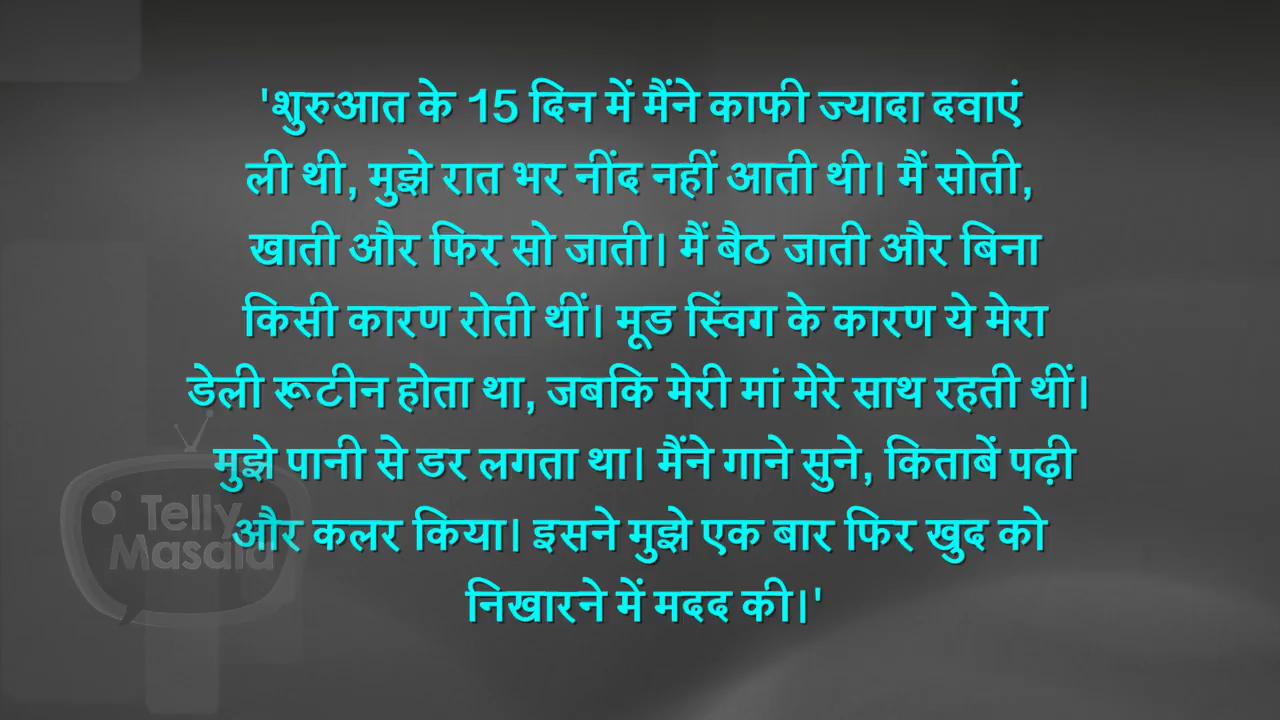 'शुरुआत के 15 दिन में मैंने काफी ज्यादा दवाएं
ली थी, मुझे रात भर नींद नहीं आती थी। मैं सोती,
खाती और फिर सो जाती। मैं बैठ जाती और बिना
किसी कारण रोती थीं। मूड स्विंग के कारण ये मेरा
डेली रूटीन होता था, जबकि मेरी मां मेरे साथ रहती थीं।
मुझे पानी से डर लगता था। मैंने गाने सुने, किताबें पढ़ी
और कलर किया। इसने मुझे एक बार फिर खुद को
निखारने में मदद की।'
Telly
Masala